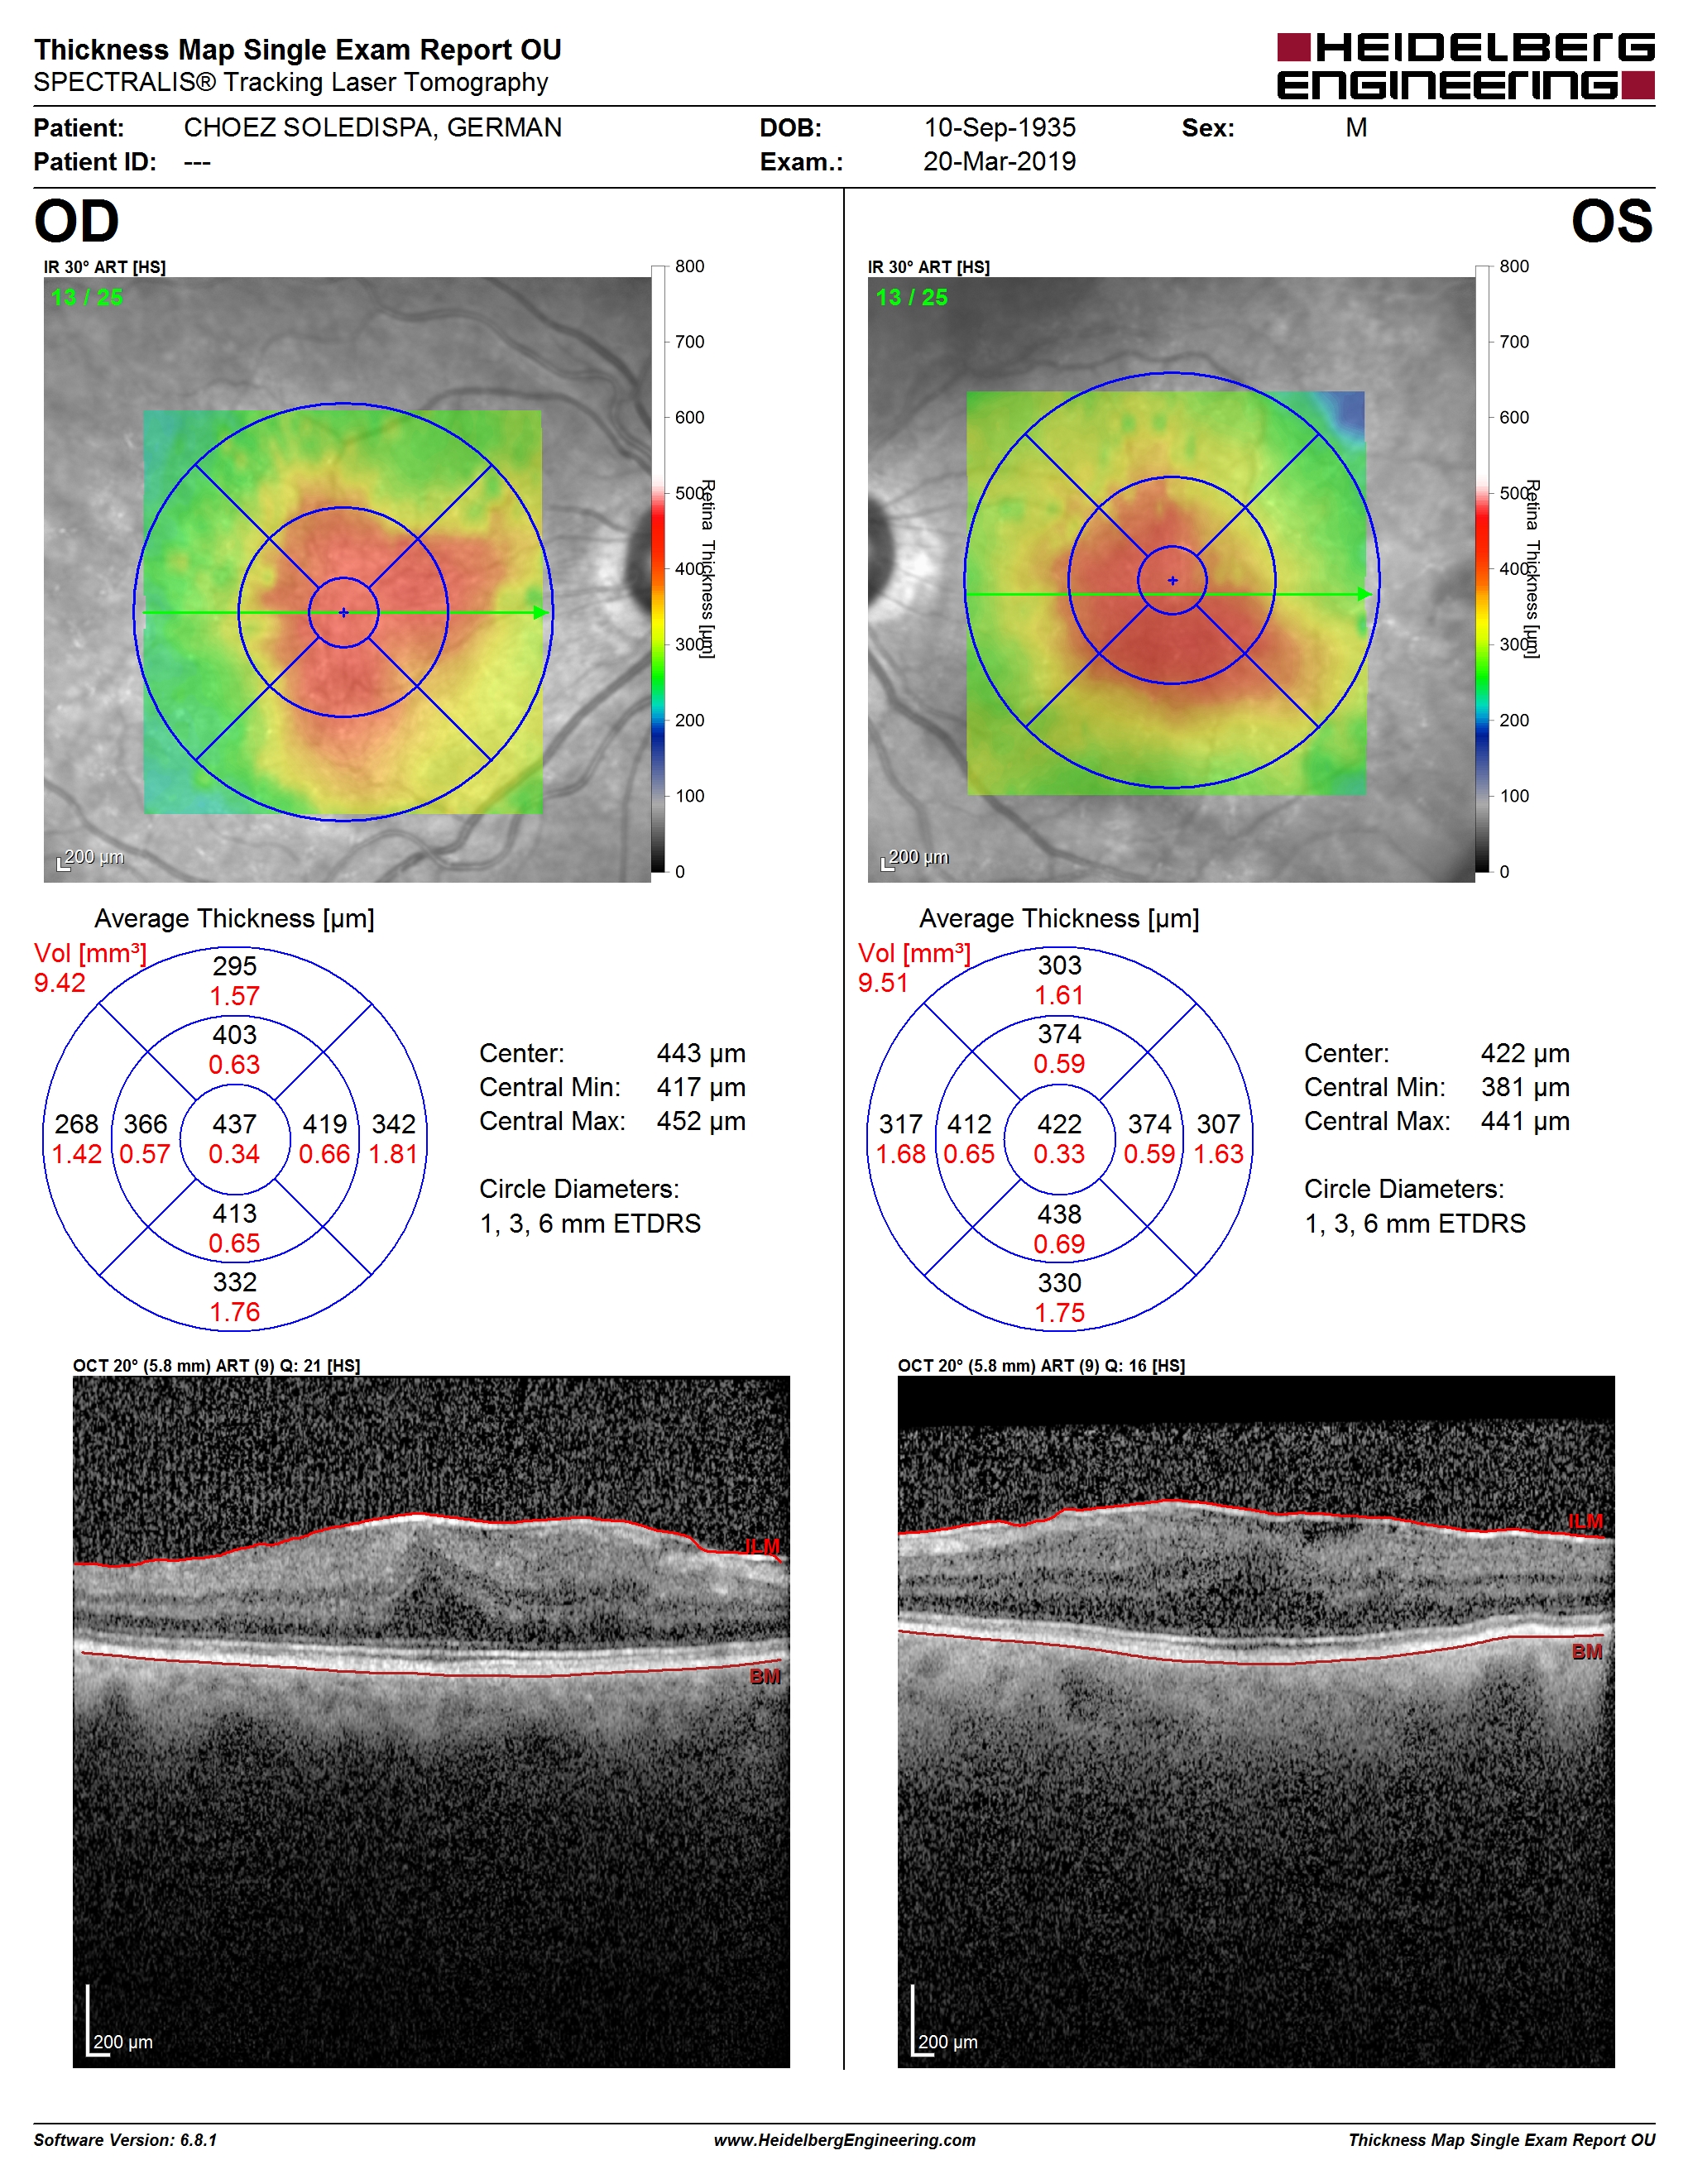 Thickness Map Single Exam Report OU
SPECTRALIS® Tracking Laser Tomography
HEIDELBERG
ENGINEERING
Patient: CHOEZ SOLEDISPA, GERMAN DOB: 10-Sep-1935 Sex: M
Patient ID: --- Exam.: 20-Mar-2019
OD
IR 30° ART [HS]
13 / 25
800
700
600
500
400
300
200
100
0
Retina Thickness [µm]
200 µm
Average Thickness [µm]
Vol [mm³]
9.42
295
1.57
403
0.63
268 366 437 419 342
1.42 0.57 0.34 0.66 1.81
413
0.65
332
1.76
Center: 443 µm
Central Min: 417 µm
Central Max: 452 µm
Circle Diameters:
1, 3, 6 mm ETDRS
OCT 20° (5.8 mm) ART (9) Q: 21 [HS]
ILM
BM
200 µm
OS
IR 30° ART [HS]
13 / 25
800
700
600
500
400
300
200
100
0
Retina Thickness [µm]
200 µm
Average Thickness [µm]
Vol [mm³]
9.51
303
1.61
374
0.59
317 412 422 374 307
1.68 0.65 0.33 0.59 1.63
438
0.69
330
1.75
Center: 422 µm
Central Min: 381 µm
Central Max: 441 µm
Circle Diameters:
1, 3, 6 mm ETDRS
OCT 20° (5.8 mm) ART (9) Q: 16 [HS]
ILM
BM
200 µm
Software Version: 6.8.1 www.HeidelbergEngineering.com Thickness Map Single Exam Report OU